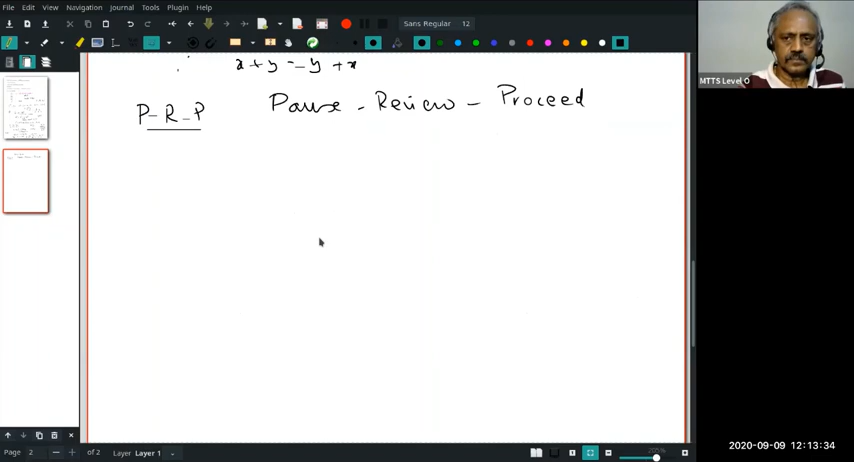 File Edit View Navigation Journal Tools Plugin Help
Sans Regular 12
x + y = y + x
P-R-P Pause - Review - Proceed
MTTS Level O
2020-09-09 12:13:34
Page 2 of 2 Layer Layer 1